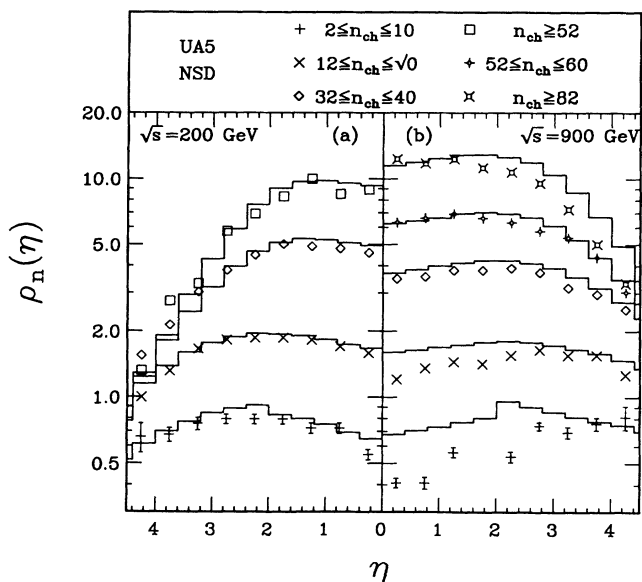 UA5
NSD
+ 2≤n_ch≤10
× 12≤n_ch≤√0
◇ 32≤n_ch≤40
□ n_ch≥52
✧ 52≤n_ch≤60
¤ n_ch≥82
√s=200 GeV (a)
(b) √s=900 GeV
20.0
10.0
5.0
2.0
1.0
0.5
ρ_n(η)
4 3 2 1 0 1 2 3 4
η